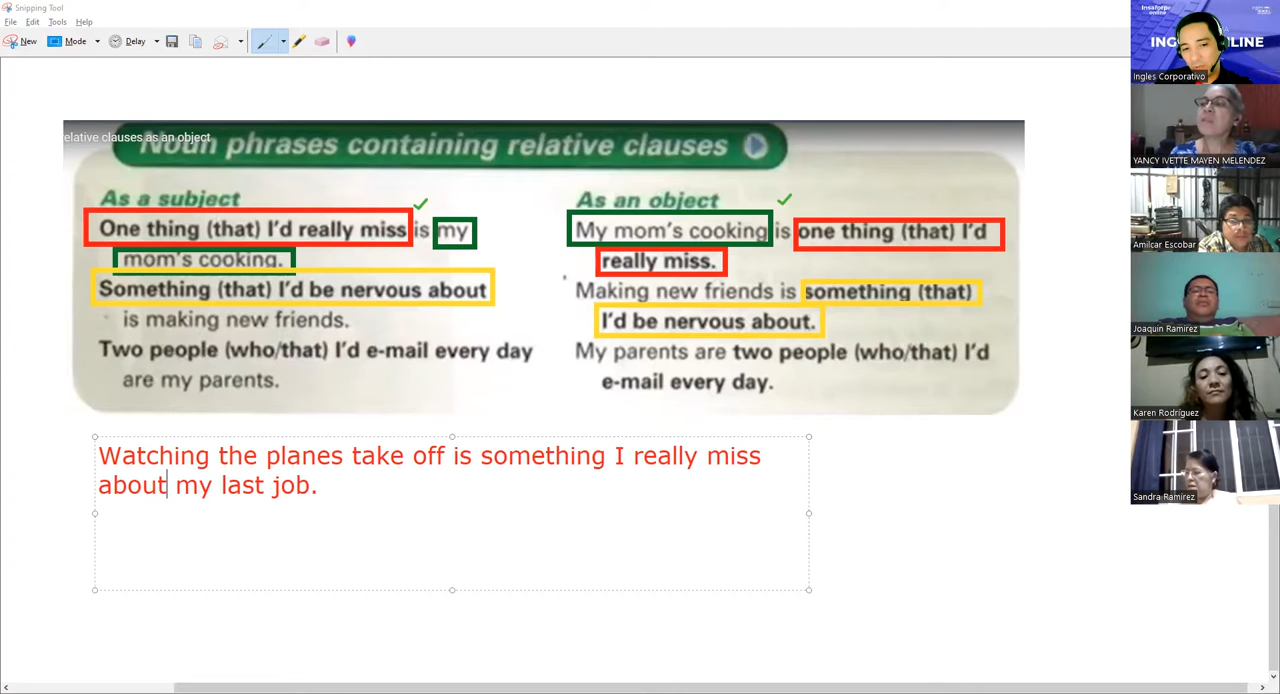 Snipping Tool
File Edit Tools Help
New Mode Delay
elative clauses as an object
Noun phrases containing relative clauses
As a subject
One thing (that) I'd really miss is my
mom's cooking.
Something (that) I'd be nervous about
is making new friends.
Two people (who/that) I'd e-mail every day
are my parents.
As an object
My mom's cooking is one thing (that) I'd
really miss.
Making new friends is something (that)
I'd be nervous about.
My parents are two people (who/that) I'd
e-mail every day.
Watching the planes take off is something I really miss
about my last job.
Insaforp
online
Ingles Corporativo
YANCY IVETTE MAYEN MELENDEZ
Amilcar Escobar
Joaquin Ramirez
Karen Rodríguez
Sandra Ramirez